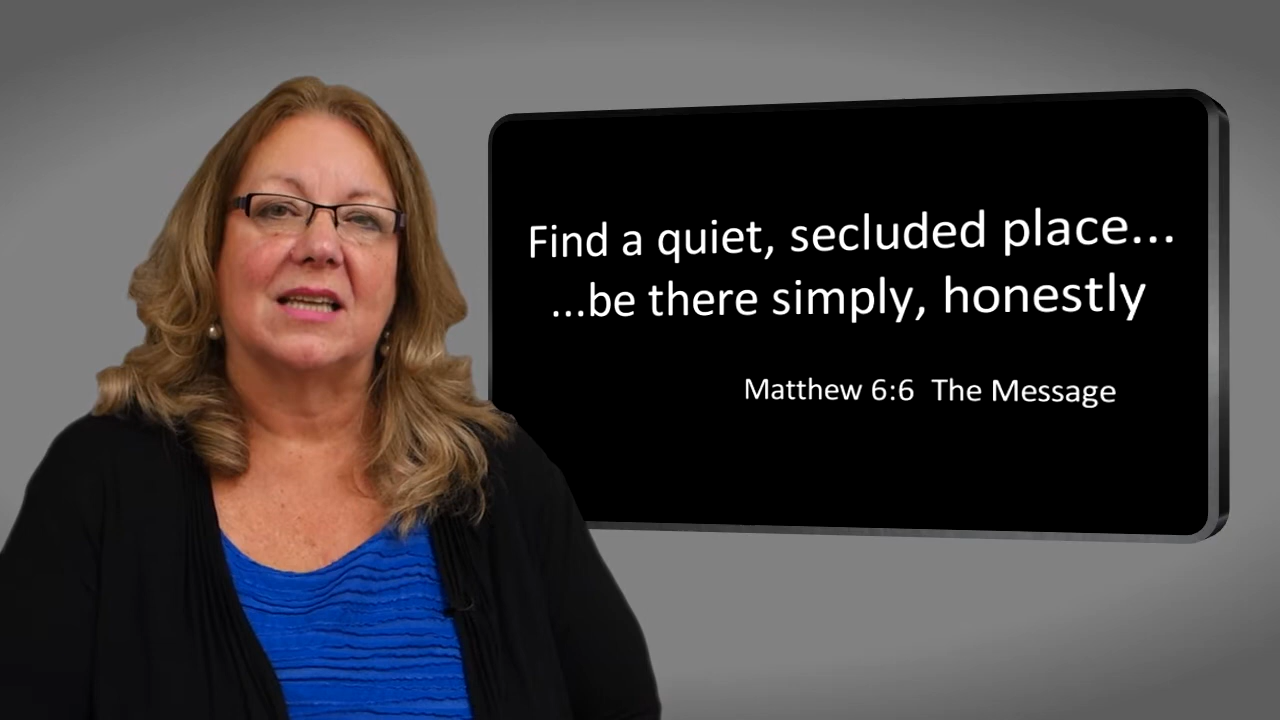 Find a quiet, secluded place...
...be there simply, honestly
Matthew 6:6 The Message